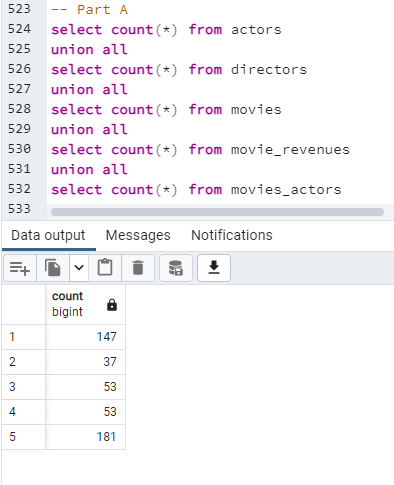 523 -- Part A
524 select count(*) from actors
525 union all
526 select count(*) from directors
527 union all
528 select count(*) from movies
529 union all
530 select count(*) from movie_revenues
531 union all
532 select count(*) from movies_actors
533
Data output Messages Notifications
count
bigint
1 147
2 37
3 53
4 53
5 181